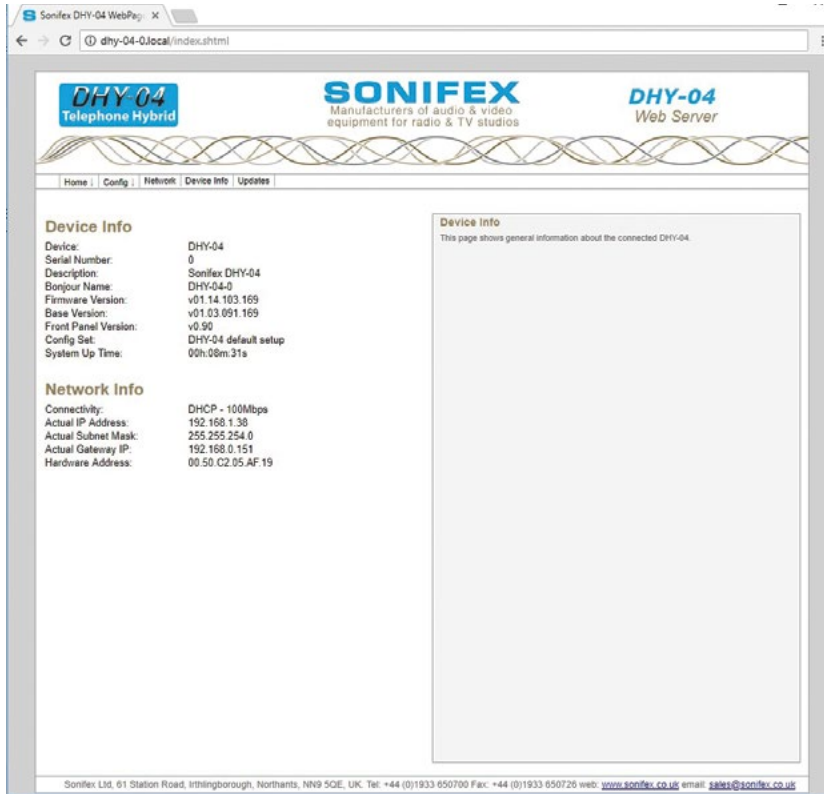 Sonifex DHY-04 WebPag
dhy-04-0.local/index.shtml
DHY-04
Telephone Hybrid
SONIFEX
Manufacturers of audio & video
equipment for radio & TV studios
DHY-04
Web Server
Home
Config
Network
Device Info
Updates
Device Info
Device: DHY-04
Serial Number: 0
Description: Sonifex DHY-04
Bonjour Name: DHY-04-0
Firmware Version: v01.14.103.169
Base Version: v01.03.091.169
Front Panel Version: v0.90
Config Set: DHY-04 default setup
System Up Time: 00h:08m:31s
Network Info
Connectivity: DHCP - 100Mbps
Actual IP Address: 192.168.1.38
Actual Subnet Mask: 255.255.254.0
Actual Gateway IP: 192.168.0.151
Hardware Address: 00.50.C2.05.AF.19
Device Info
This page shows general information about the connected DHY-04.
Sonifex Ltd, 61 Station Road, Irthlingborough, Northants, NN9 5QE, UK. Tel: +44 (0)1933 650700 Fax: +44 (0)1933 650726 web: www.sonifex.co.uk email: sales@sonifex.co.uk